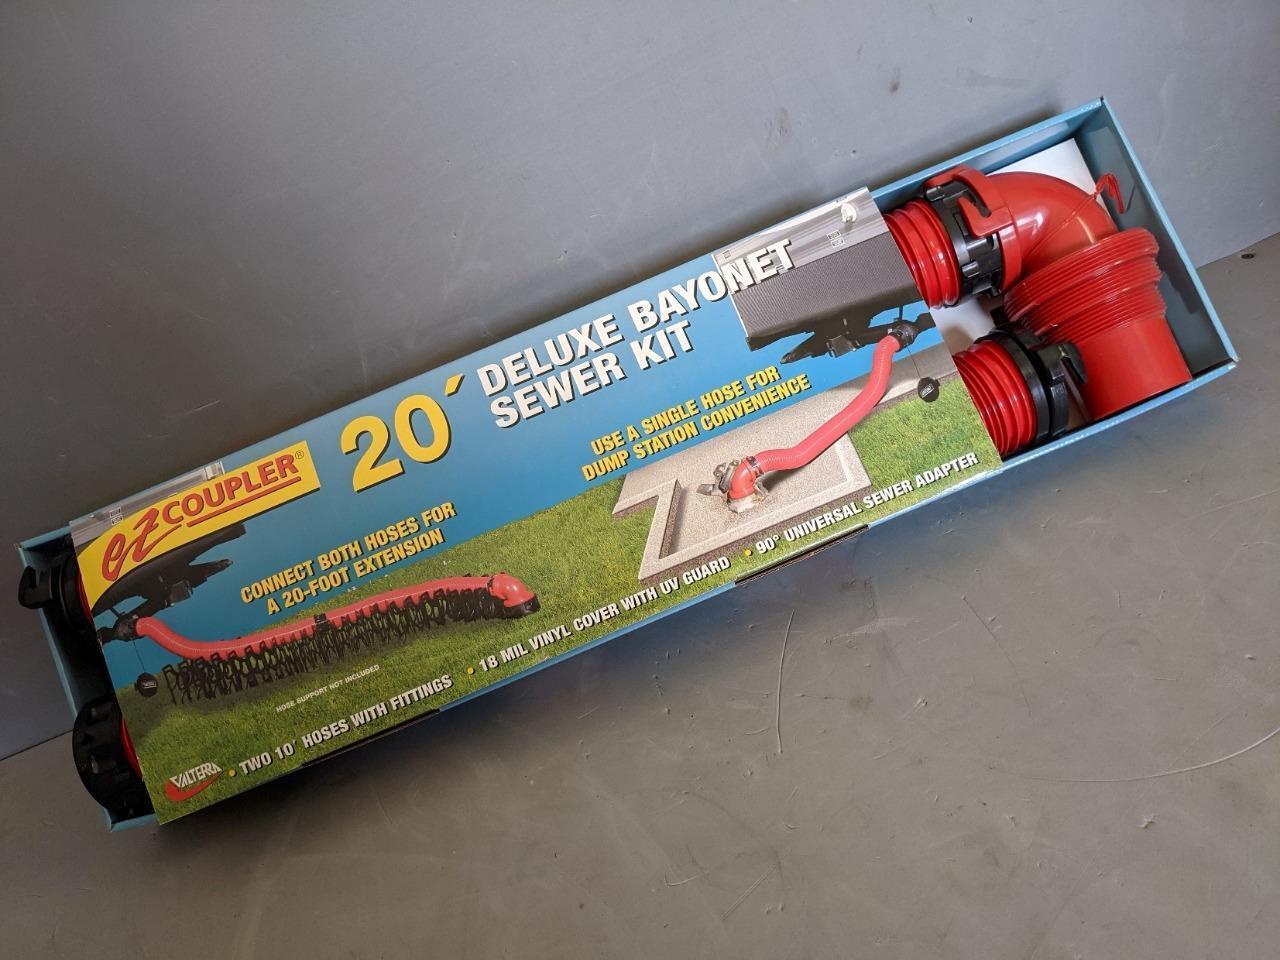 ez COUPLER®
20′
DELUXE BAYONET
SEWER KIT
CONNECT BOTH HOSES FOR
A 20-FOOT EXTENSION
USE A SINGLE HOSE FOR
DUMP STATION CONVENIENCE
HOSE SUPPORT NOT INCLUDED
VALTERRA
• TWO 10' HOSES WITH FITTINGS • 18 MIL VINYL COVER WITH UV GUARD • 90° UNIVERSAL SEWER ADAPTER